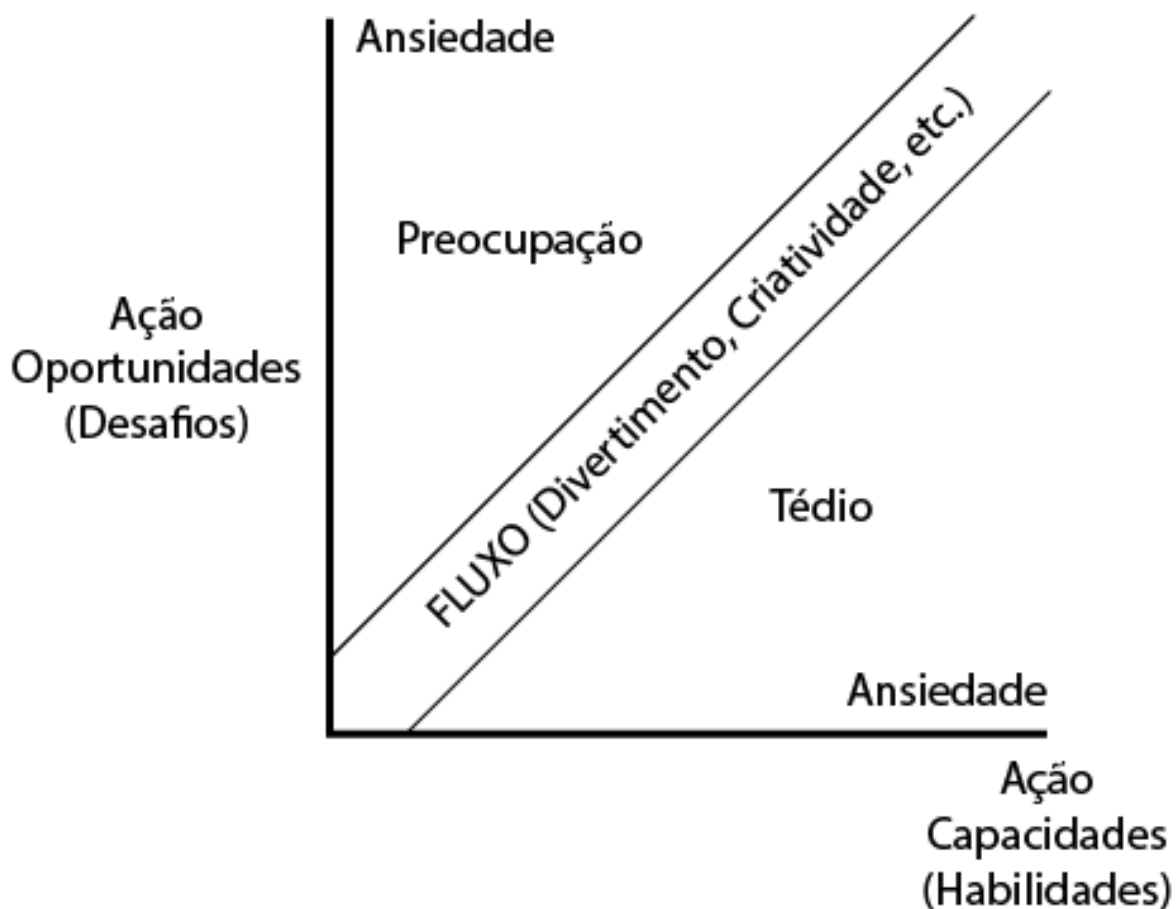 Ansiedade
Preocupação
Ação
Oportunidades
(Desafios)
FLUXO (Divertimento, Criatividade, etc.)
Tédio
Ansiedade
Ação
Capacidades
(Habilidades)